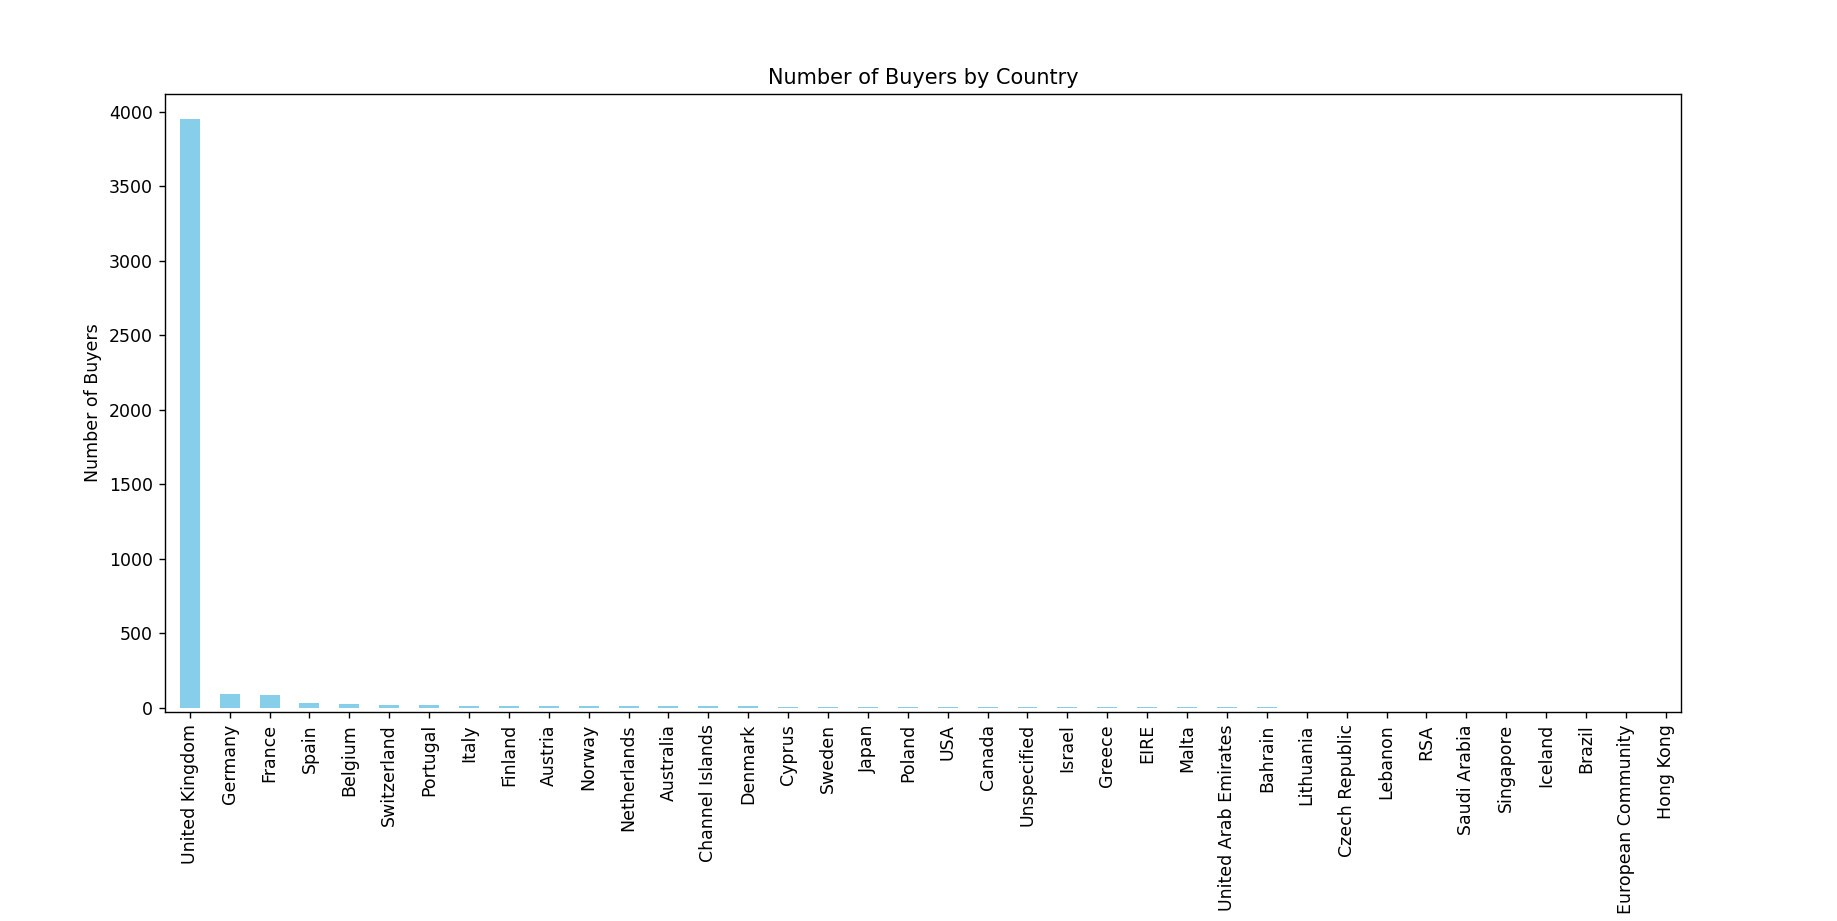 Number of Buyers by Country
Number of Buyers
4000
3500
3000
2500
2000
1500
1000
500
0
United Kingdom
Germany
France
Spain
Belgium
Switzerland
Portugal
Italy
Finland
Austria
Norway
Netherlands
Australia
Channel Islands
Denmark
Cyprus
Sweden
Japan
Poland
USA
Canada
Unspecified
Israel
Greece
EIRE
Malta
United Arab Emirates
Bahrain
Lithuania
Czech Republic
Lebanon
RSA
Saudi Arabia
Singapore
Iceland
Brazil
European Community
Hong Kong